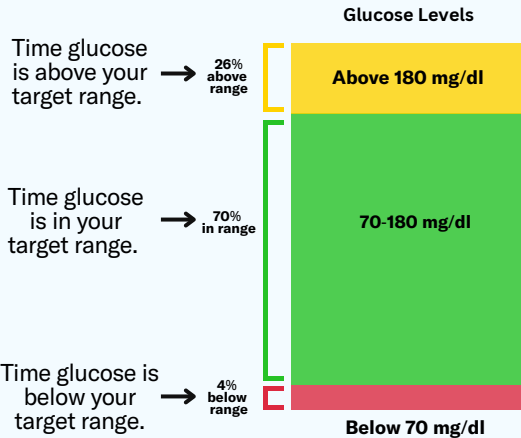 Glucose Levels
Time glucose
is above your
target range.
26%
above
range
Above 180 mg/dl
Time glucose
is in your
target range.
70%
in range
70-180 mg/dl
Time glucose is
below your
target range.
4%
below
range
Below 70 mg/dl